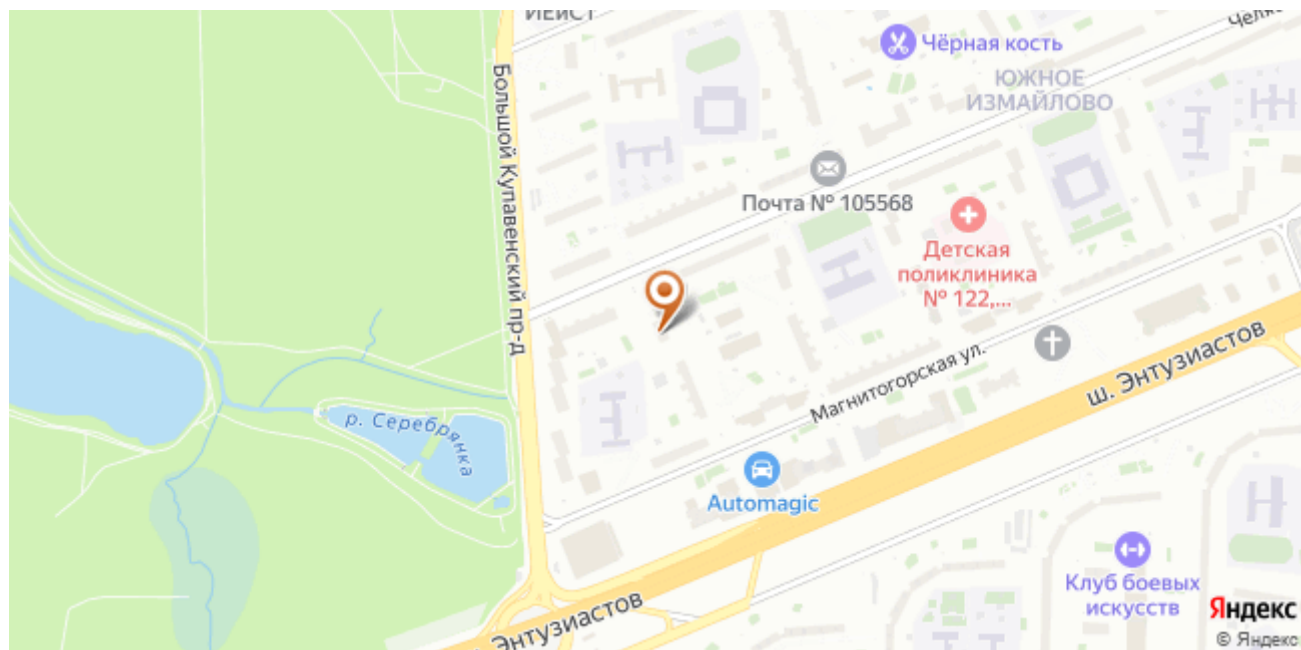 Чёрная кость
ЮЖНОЕ
ИЗМАЙЛОВО
Большой Купавенский пр-д
Почта № 105568
Детская
поликлиника
№ 122,...
Магнитогорская ул.
ш. Энтузиастов
р. Серебрянка
Automagic
Клуб боевых
искусств
Энтузиастов
Яндекс
© Яндекс